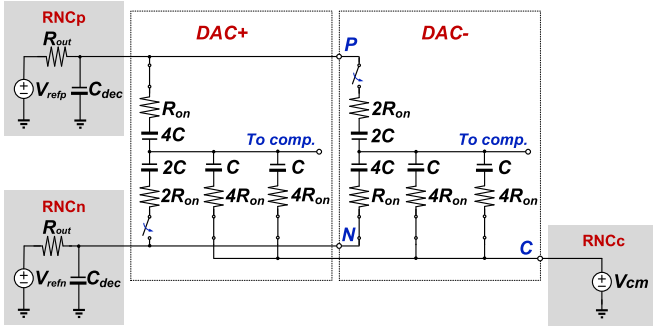 RNCp
DAC+
DAC-
Rout
P
Vrefp
Cdec
Ron
2Ron
4C
2C
To comp.
To comp.
2C
C
C
4C
C
C
2Ron
4Ron
4Ron
Ron
4Ron
4Ron
RNCn
Rout
N
C
RNCc
Vrefn
Cdec
Vcm